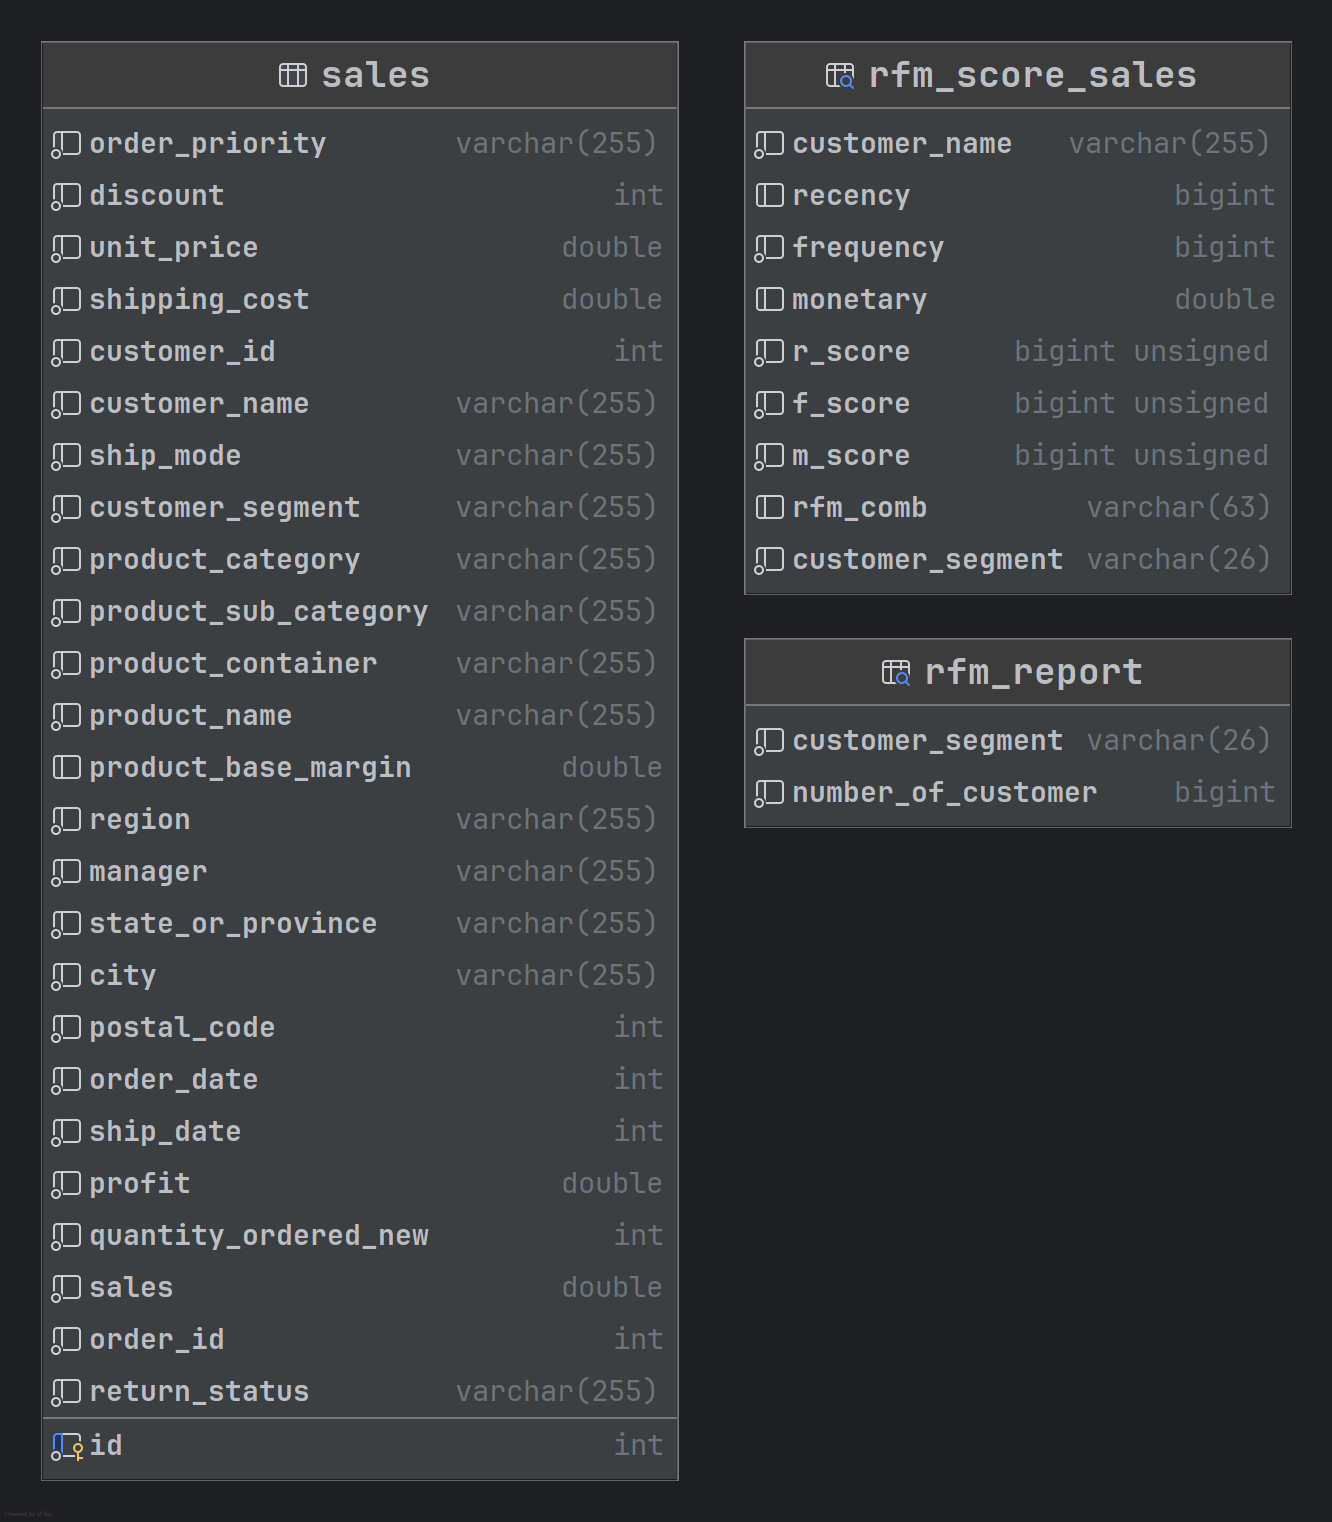 sales
order_priority varchar(255)
discount int
unit_price double
shipping_cost double
customer_id int
customer_name varchar(255)
ship_mode varchar(255)
customer_segment varchar(255)
product_category varchar(255)
product_sub_category varchar(255)
product_container varchar(255)
product_name varchar(255)
product_base_margin double
region varchar(255)
manager varchar(255)
state_or_province varchar(255)
city varchar(255)
postal_code int
order_date int
ship_date int
profit double
quantity_ordered_new int
sales double
order_id int
return_status varchar(255)
id int
rfm_score_sales
customer_name varchar(255)
recency bigint
frequency bigint
monetary double
r_score bigint unsigned
f_score bigint unsigned
m_score bigint unsigned
rfm_comb varchar(63)
customer_segment varchar(26)
rfm_report
customer_segment varchar(26)
number_of_customer bigint
Powered by yFiles